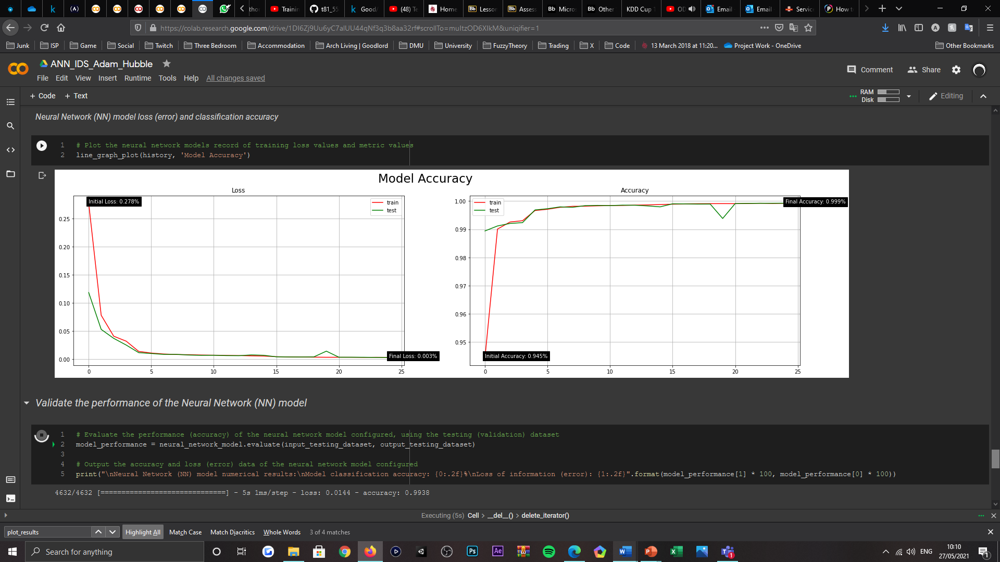 thor
Trainin
t81_55
Good/
(48) Te
Home
Bb Lesson
Bb Assess
Bb Micros
Bb Other
KDD Cup 1
OD
Email
Email
Servic
How t
https://colab.research.google.com/drive/1DI6Zj9Uu6yC7alUU44qNf3q3b8aa32rf#scrollTo=muItzOD6XIkM&uniqifier=1
Junk ISP Game Social Twitch Three Bedroom Accommodation Arch Living | Goodlord DMU University FuzzyTheory Trading X Code 13 March 2018 at 11:20... Project Work - OneDrive Other Bookmarks
ANN_IDS_Adam_Hubble
Comment Share
File Edit View Insert Runtime Tools Help All changes saved
+ Code + Text
RAM
Disk
Editing
Neural Network (NN) model loss (error) and classification accuracy
1 # Plot the neural network models record of training loss values and metric values
2 line_graph_plot(history, 'Model Accuracy')
Model Accuracy
Loss
Initial Loss: 0.278%
train
test
0.25
0.20
0.15
0.10
0.05
0.00
Final Loss: 0.003%
0 5 10 15 20 25
Accuracy
train
test
Final Accuracy: 0.999%
1.00
0.99
0.98
0.97
0.96
0.95
Initial Accuracy: 0.945%
0 5 10 15 20 25
Validate the performance of the Neural Network (NN) model
1 # Evaluate the performance (accuracy) of the neural network model configured, using the testing (validation) dataset
2 model_performance = neural_network_model.evaluate(input_testing_dataset, output_testing_dataset)
3
4 # Output the accuracy and loss (error) data of the neural network model configured
5 print("\nNeural Network (NN) model numerical results:\nModel classification accuracy: {0:.2f}%\nLoss of information (error): {1:.2f}".format(model_performance[1] * 100, model_performance[0] * 100))
4632/4632 [==============================] - 5s 1ms/step - loss: 0.0144 - accuracy: 0.9938
Executing (5s) Cell > __del__() > delete_iterator()
plot_results
Highlight All Match Case Match Diacritics Whole Words 3 of 4 matches
Search for anything
Ps
Ae
ENG
10:10
27/05/2021